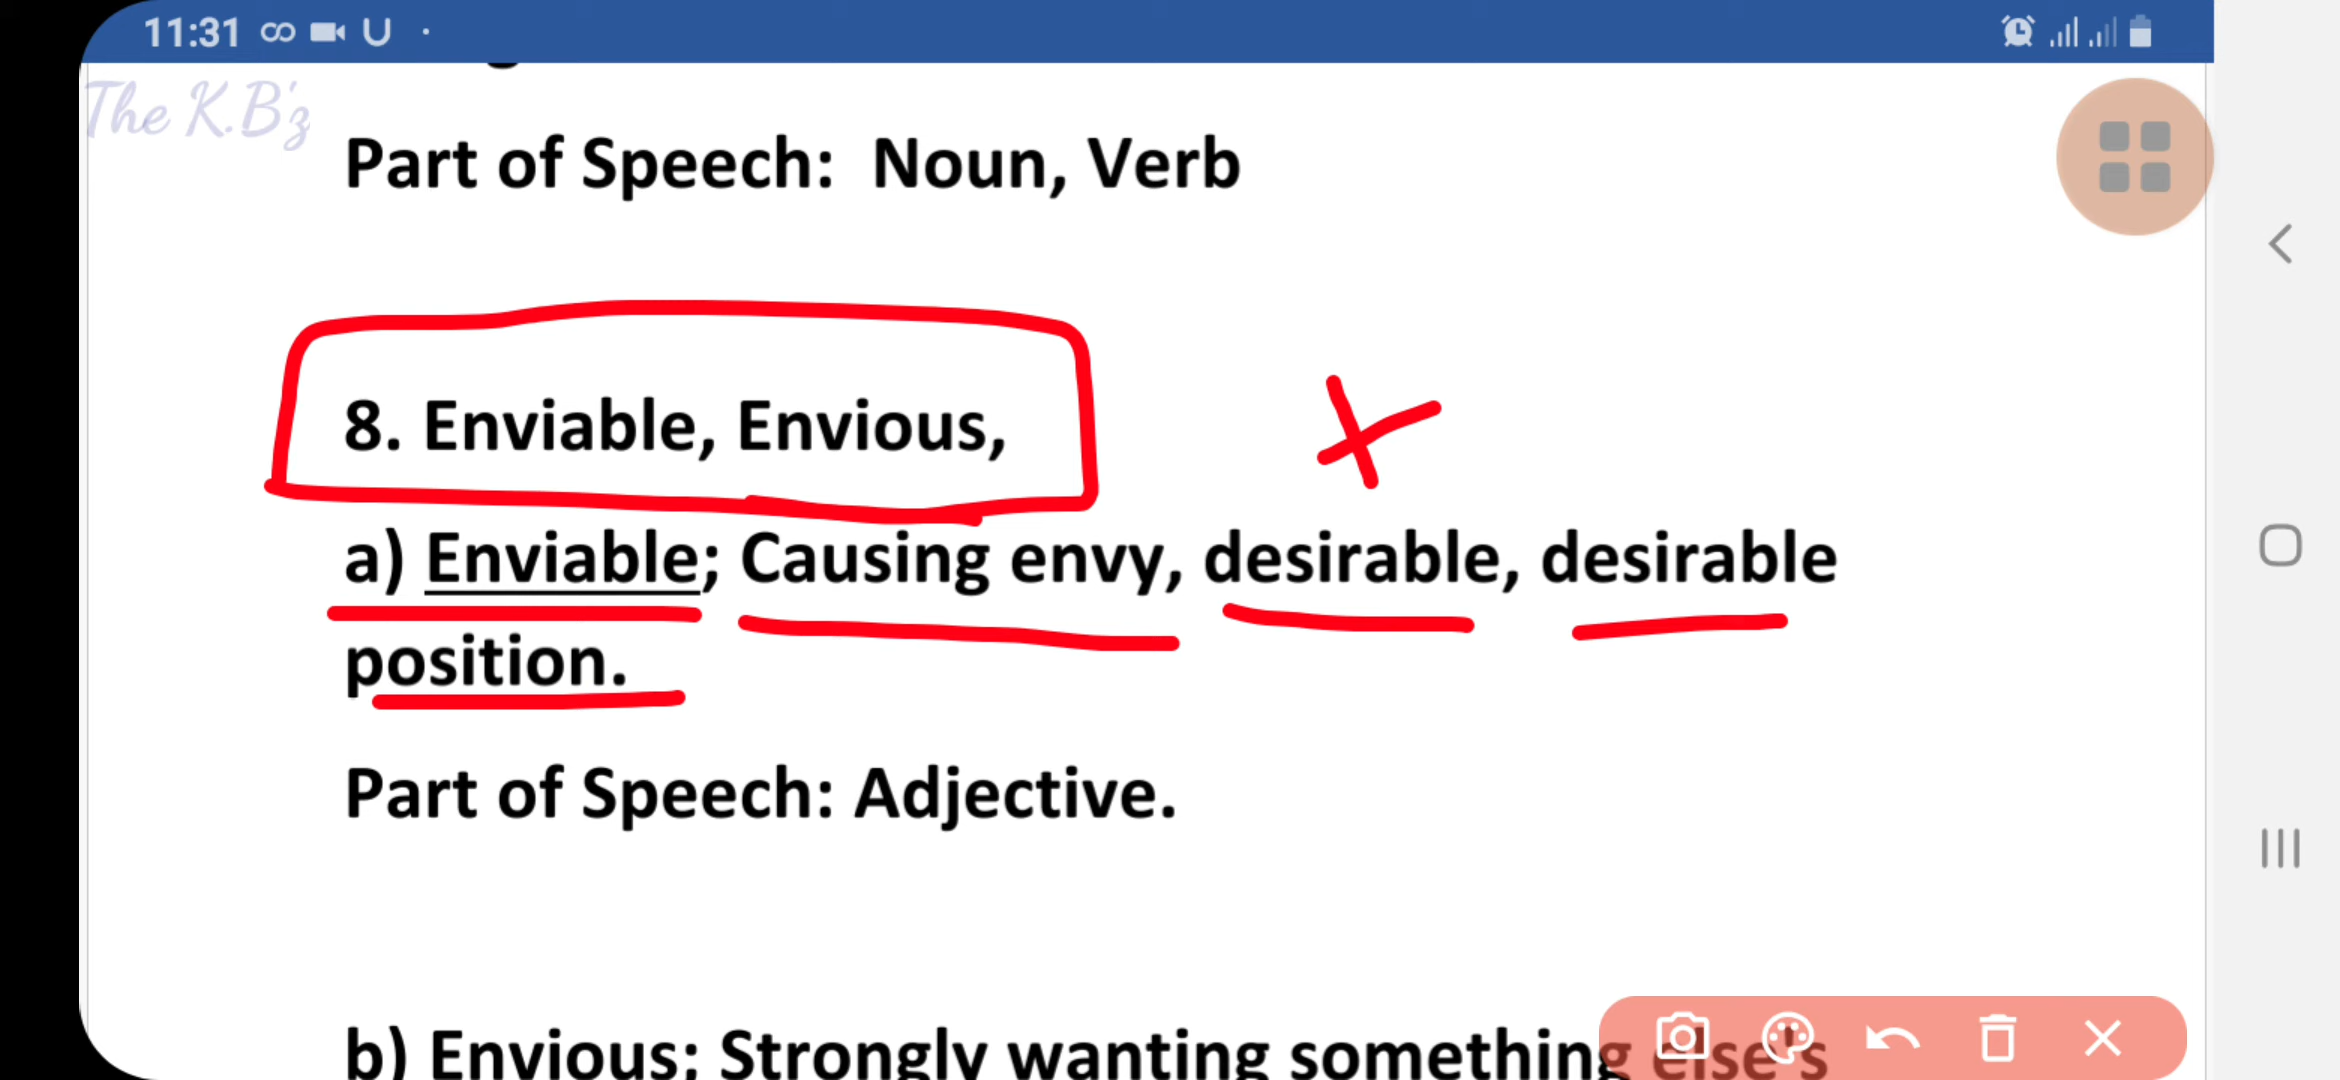 11:31
The K.B'z
Part of Speech: Noun, Verb
8. Enviable, Envious,
a) Enviable; Causing envy, desirable, desirable
position.
Part of Speech: Adjective.
b) Envious; Strongly wanting something else's